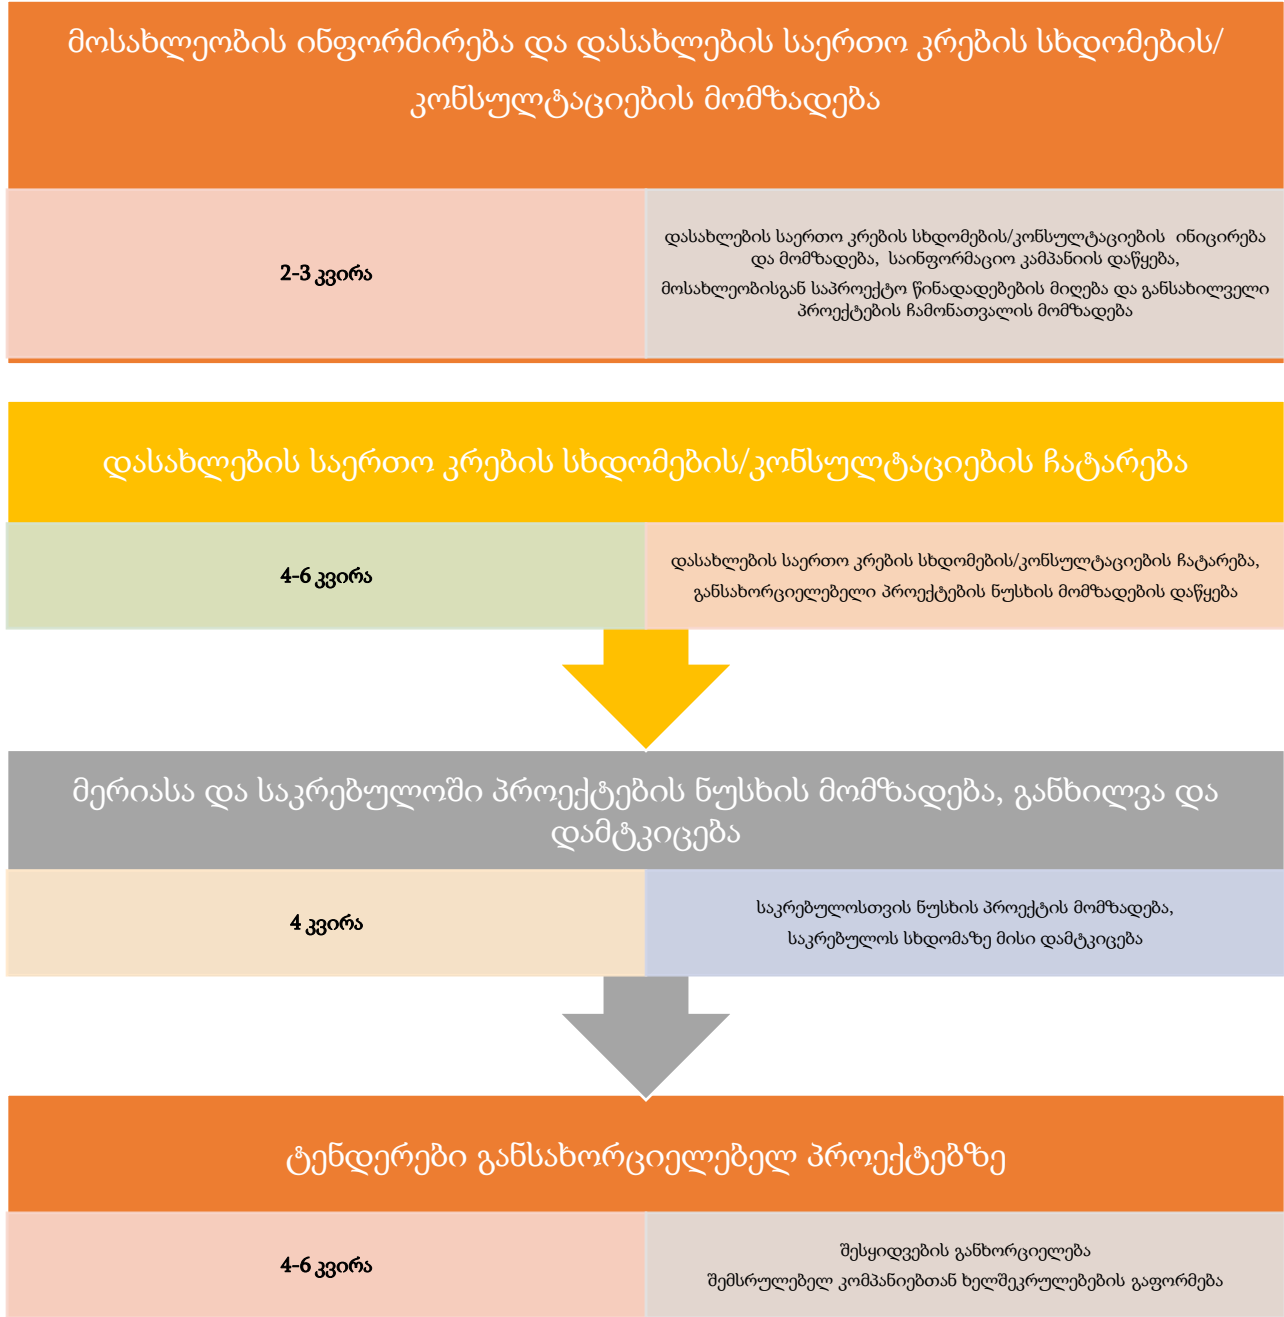 მოსახლეობის ინფორმირება და დასახლების საერთო კრების სხდომების/
კონსულტაციების მომზადება
2-3 კვირა
დასახლების საერთო კრების სხდომების/კონსულტაციების ინიცირება
და მომზადება, საინფორმაციო კამპანიის დაწყება,
მოსახლეობისგან საპროექტო წინადადებების მიღება და განსახილველი
პროექტების ჩამონათვალის მომზადება
დასახლების საერთო კრების სხდომების/კონსულტაციების ჩატარება
4-6 კვირა
დასახლების საერთო კრების სხდომების/კონსულტაციების ჩატარება,
განსახორციელებელი პროექტების ნუსხის მომზადების დაწყება
მერიასა და საკრებულოში პროექტების ნუსხის მომზადება, განხილვა და
დამტკიცება
4 კვირა
საკრებულოსთვის ნუსხის პროექტის მომზადება,
საკრებულოს სხდომაზე მისი დამტკიცება
ტენდერები განსახორციელებელ პროექტებზე
4-6 კვირა
შესყიდვების განხორციელება
შემსრულებელ კომპანიებთან ხელშეკრულებების გაფორმება